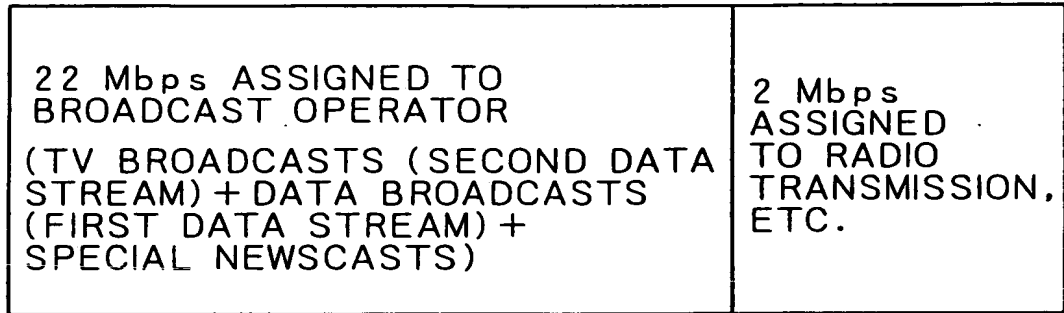 22 Mbps ASSIGNED TO
BROADCAST OPERATOR
(TV BROADCASTS (SECOND DATA
STREAM)+DATA BROADCASTS
(FIRST DATA STREAM)+
SPECIAL NEWSCASTS)
2 Mbps
ASSIGNED
TO RADIO
TRANSMISSION,
ETC.